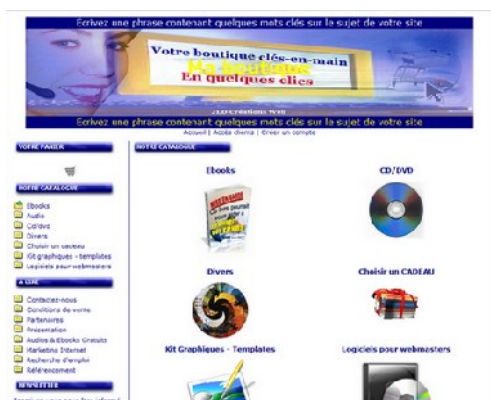 Ecrivez une phrase contenant quelques mots clés sur le sujet de votre site
Votre boutique clés-en-main
Ma boutique
En quelques clics
Ecrivez une phrase contenant quelques mots clés sur le sujet de votre site
Accueil | Accès clients | Créer un compte
VOTRE PANIER
NOTRE CATALOGUE
Ebooks
Audio
Cd/dvd
Divers
Choisir un cadeau
Kit graphiques - templates
Logiciels pour webmasters
A LIRE
Contactez-nous
Conditions de vente
Partenaires
Présentation
Audios & Ebooks Gratuits
Marketing Internet
Recherche d'emploi
Référencement
NEWSLETTER
NOTRE CATALOGUE
Ebooks
CD/DVD
Divers
Choisir un CADEAU
Kit Graphiques - Templates
Logiciels pour webmasters